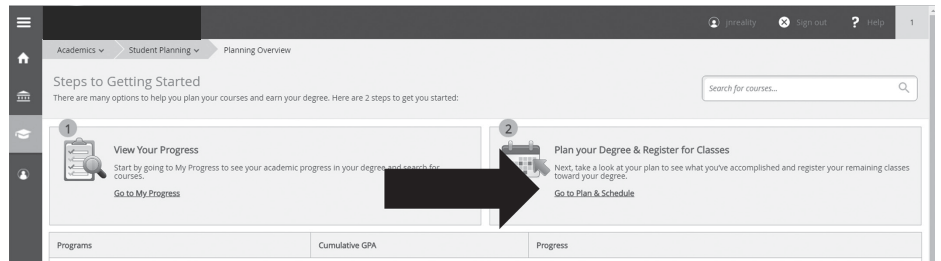 jnreality
Sign out
? Help
1
Academics
Student Planning
Planning Overview
Steps to Getting Started
There are many options to help you plan your courses and earn your degree. Here are 2 steps to get you started:
Search for courses...
1
View Your Progress
Start by going to My Progress to see your academic progress in your degree and search for
courses.
Go to My Progress
2
Plan your Degree & Register for Classes
Next, take a look at your plan to see what you've accomplished and register your remaining classes
toward your degree.
Go to Plan & Schedule
Programs
Cumulative GPA
Progress